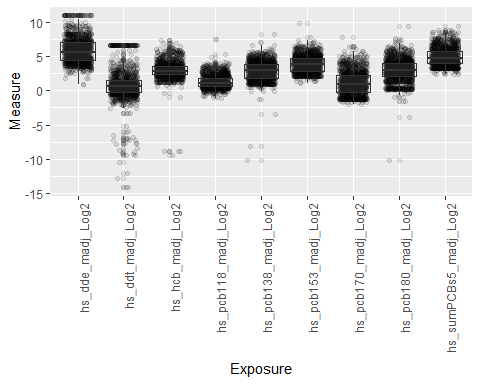 10
5
0
-5
-10
-15
Measure
hs_dde_madj_Log2
hs_ddt_madj_Log2
hs_hcb_madj_Log2
hs_pcb118_madj_Log2
hs_pcb138_madj_Log2
hs_pcb153_madj_Log2
hs_pcb170_madj_Log2
hs_pcb180_madj_Log2
hs_sumPCBs5_madj_Log2
Exposure